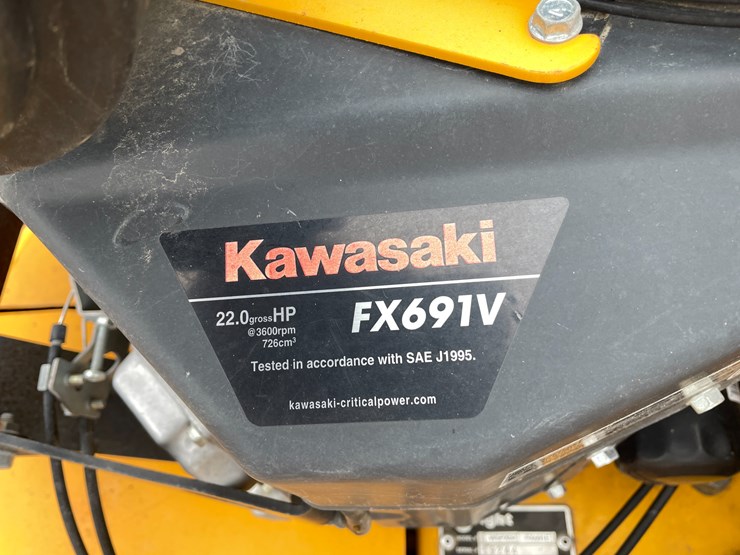 Kawasaki
22.0grossHP
@3600rpm
726cm³
FX691V
Tested in accordance with SAE J1995.
kawasaki-criticalpower.com